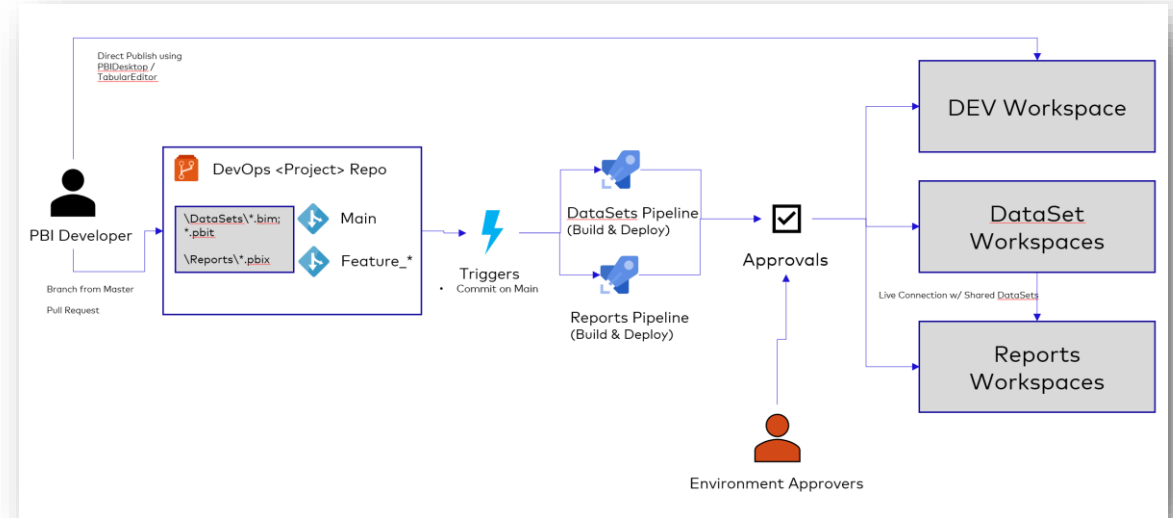 Direct Publish using
PBIDesktop /
TabularEditor
DEV Workspace
DevOps <Project> Repo
\DataSets\*.bim;
*.pbit
\Reports\*.pbix
Main
Feature_*
PBI Developer
Branch from Master
Pull Request
Triggers
• Commit on Main
DataSets Pipeline
(Build & Deploy)
Reports Pipeline
(Build & Deploy)
Approvals
Environment Approvers
DataSet
Workspaces
Live Connection w/ Shared DataSets
Reports
Workspaces